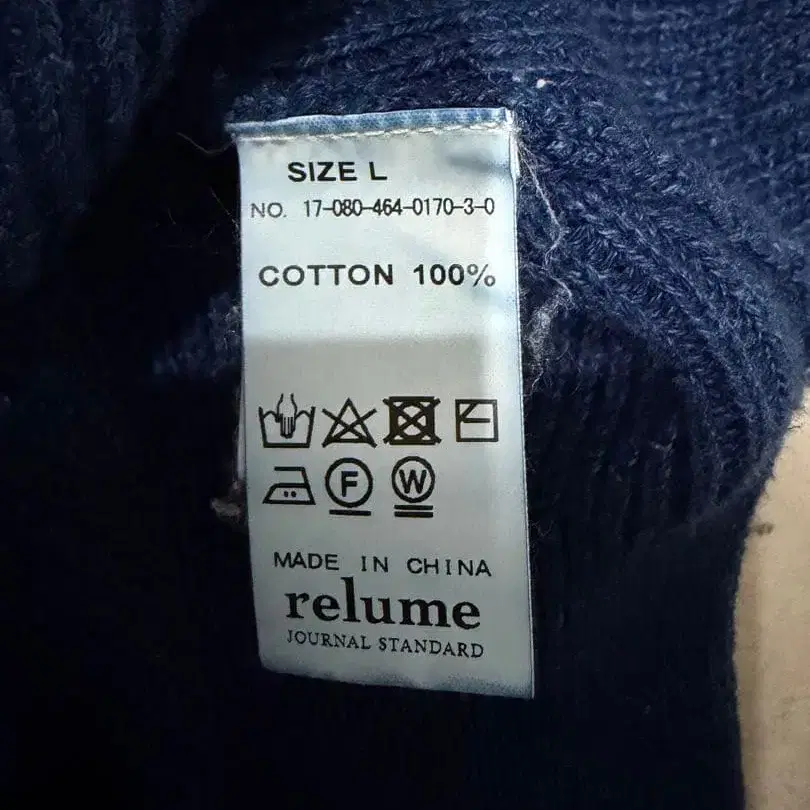 SIZE L
NO. 17-080-464-0170-3-0
COTTON 100%
F W
MADE IN CHINA
relume
JOURNAL STANDARD